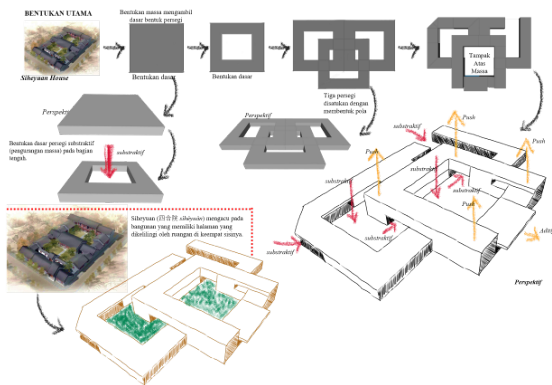 BENTUKAN UTAMA
Siheyuan House
Bentukan massa mengambil
dasar bentuk persegi
Bentukan dasar
Bentukan dasar
Tiga persegi
disatukan dengan
membentuk pola
Tampak
Atas
Massa
Perspektif
Bentukan dasar persegi substraktif
(pengurangan massa) pada bagian
tengah.
substraktif
Perspektif
Siheyuan (四合院 sìhéyuàn) mengacu pada
bangunan yang memiliki halaman yang
dikelilingi oleh ruangan di keempat sisinya.
Push
substraktif
Push
Push
substraktif
substraktif
Push
substraktif
substraktif
Aditif
Perspektif